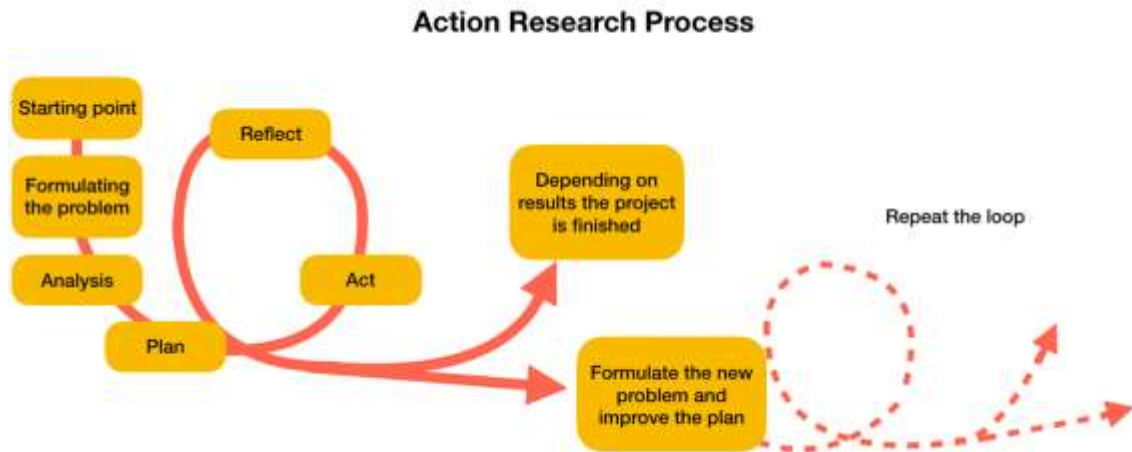 Action Research Process
Starting point
Formulating
the problem
Analysis
Plan
Reflect
Act
Depending on
results the project
is finished
Formulate the new
problem and
improve the plan
Repeat the loop